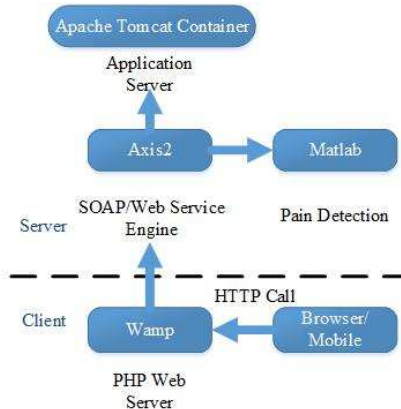 Apache Tomcat Container
Application
Server
Axis2
Matlab
SOAP/Web Service
Engine
Pain Detection
Server
HTTP Call
Client
Wamp
Browser/
Mobile
PHP Web
Server